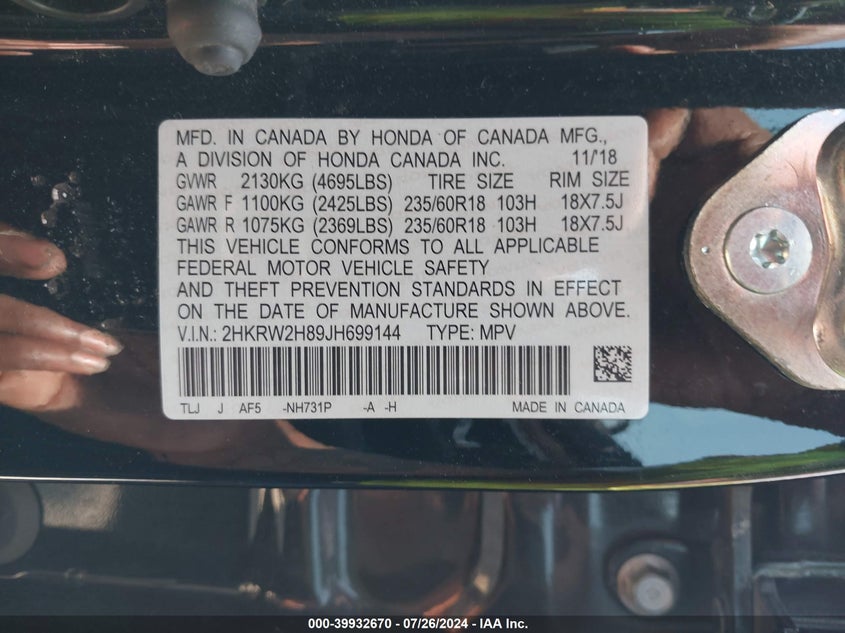 MFD. IN CANADA BY HONDA OF CANADA MFG.,
A DIVISION OF HONDA CANADA INC. 11/18
GVWR 2130KG (4695LBS) TIRE SIZE RIM SIZE
GAWR F 1100KG (2425LBS) 235/60R18 103H 18X7.5J
GAWR R 1075KG (2369LBS) 235/60R18 103H 18X7.5J
THIS VEHICLE CONFORMS TO ALL APPLICABLE
FEDERAL MOTOR VEHICLE SAFETY
AND THEFT PREVENTION STANDARDS IN EFFECT
ON THE DATE OF MANUFACTURE SHOWN ABOVE.
V.I.N.: 2HKRW2H89JH699144 TYPE: MPV
TLJ J AF5 -NH731P -A -H MADE IN CANADA
000-39932670 - 07/26/2024 - IAA Inc.